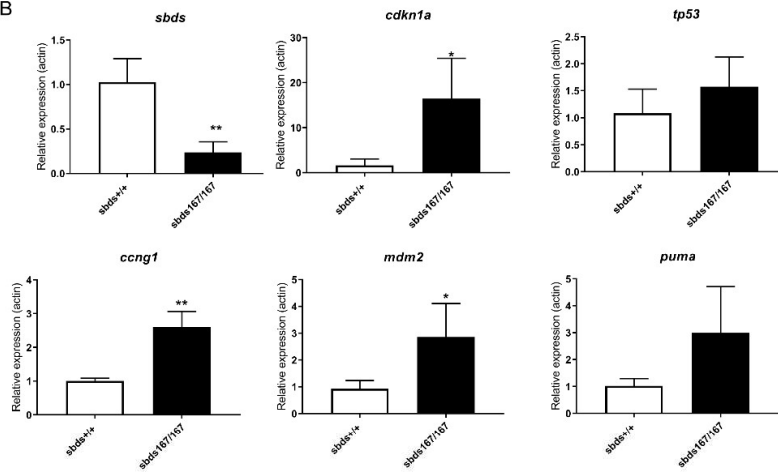 B
sbds
Relative expression (actin)
1.5
1.0
0.5
0.0
**
sbds+/+
sbds167/167
cdkn1a
Relative expression (actin)
30
20
10
0
*
sbds+/+
sbds167/167
tp53
Relative expression (actin)
2.5
2.0
1.5
1.0
0.5
0.0
sbds+/+
sbds167/167
ccng1
Relative expression (actin)
4
3
2
1
0
**
sbds+/+
sbds167/167
mdm2
Relative expression (actin)
5
4
3
2
1
0
*
sbds+/+
sbds167/167
puma
Relative expression (actin)
5
4
3
2
1
0
sbds+/+
sbds167/167